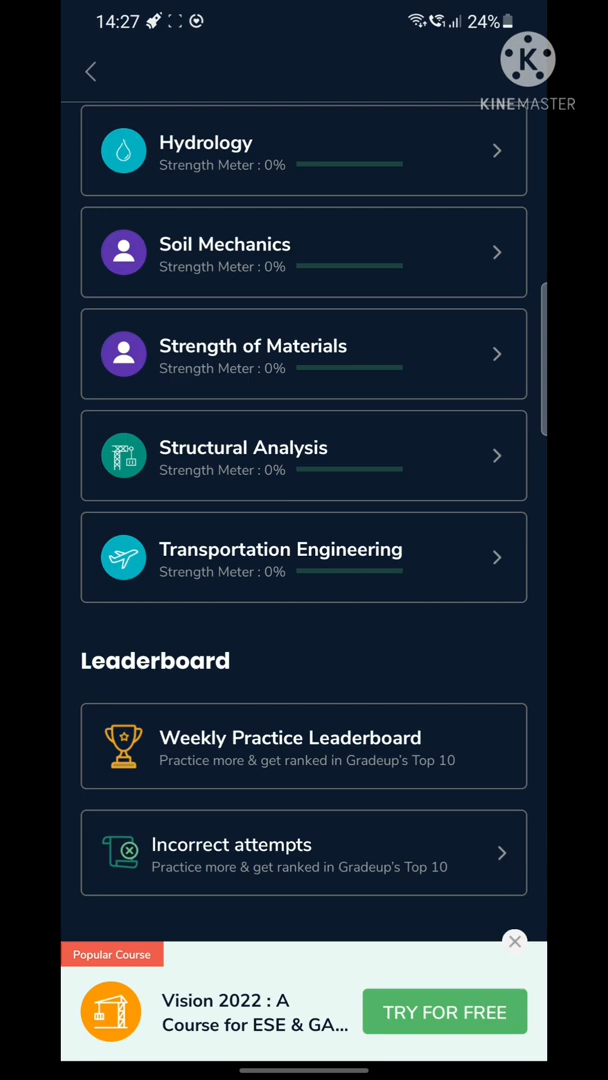 14:27
24%
K
KINEMASTER
Hydrology
Strength Meter : 0%
Soil Mechanics
Strength Meter : 0%
Strength of Materials
Strength Meter : 0%
Structural Analysis
Strength Meter : 0%
Transportation Engineering
Strength Meter : 0%
Leaderboard
Weekly Practice Leaderboard
Practice more & get ranked in Gradeup's Top 10
Incorrect attempts
Practice more & get ranked in Gradeup's Top 10
Popular Course
Vision 2022 : A
Course for ESE & GA...
TRY FOR FREE